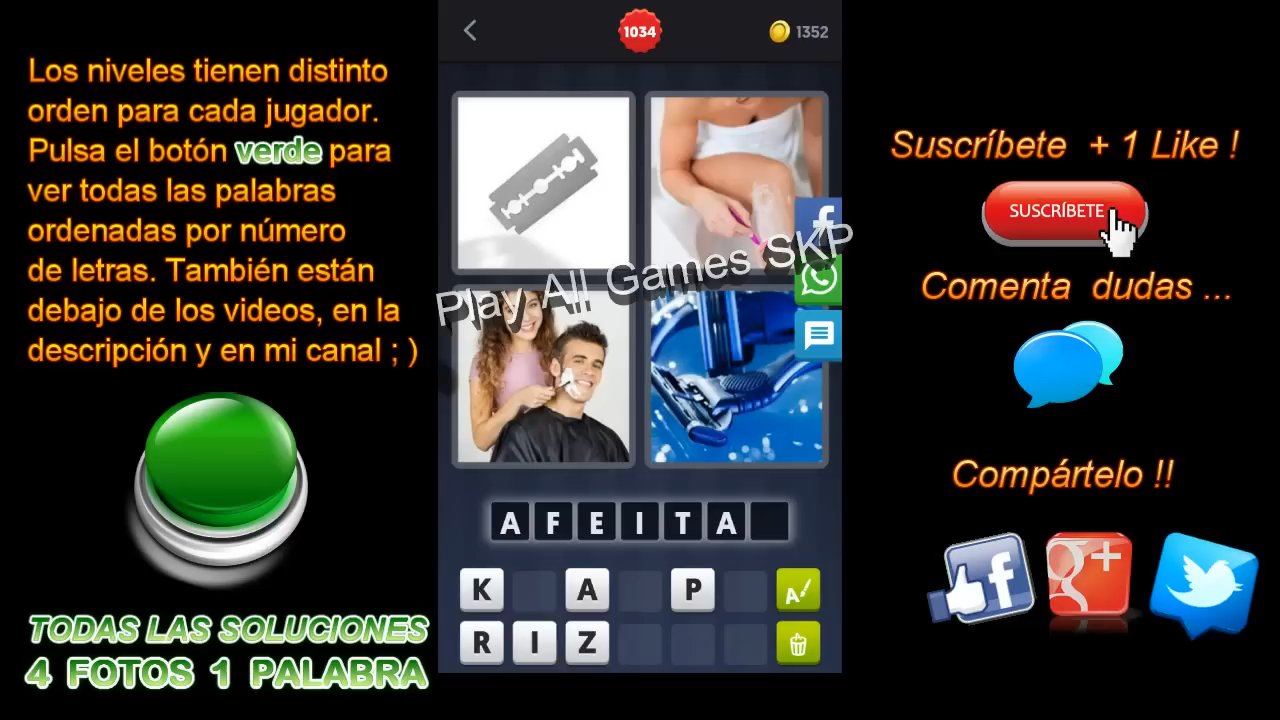 Los niveles tienen distinto
orden para cada jugador.
Pulsa el botón verde para
ver todas las palabras
ordenadas por número
de letras. También están
debajo de los videos, en la
descripción y en mi canal ; )
TODAS LAS SOLUCIONES
4 FOTOS 1 PALABRA
1034
1352
Play All Games SKP
A F E I T A
K A P A
R I Z
Suscríbete + 1 Like !
SUSCRÍBETE
Comenta dudas ...
Compártelo !!
f
g+